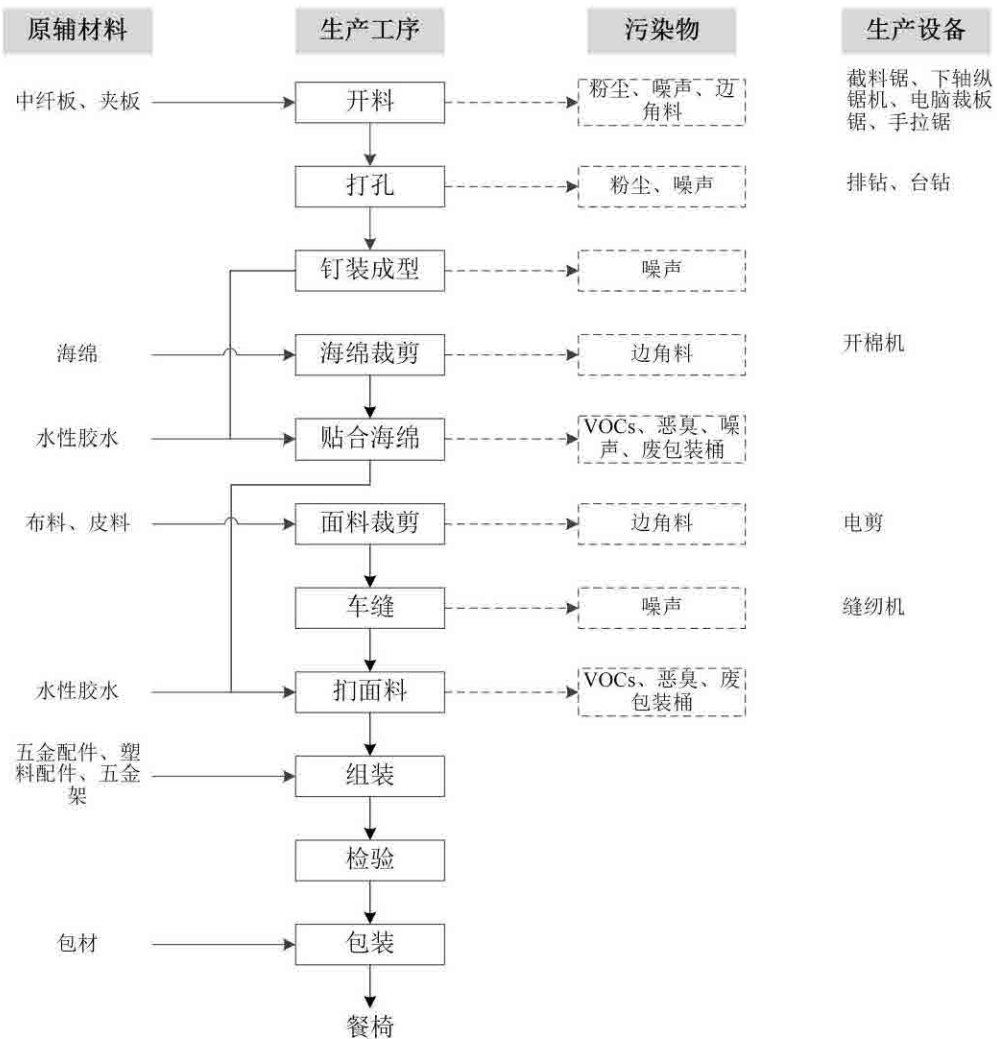 原辅材料
生产工序
污染物
生产设备
中纤板、夹板
开料
粉尘、噪声、边
角料
截料锯、下轴纵
锯机、电脑裁板
锯、手拉锯
打孔
粉尘、噪声
排钻、台钻
钉装成型
噪声
海绵
海绵裁剪
边角料
开棉机
水性胶水
贴合海绵
VOCs、恶臭、噪
声、废包装桶
布料、皮料
面料裁剪
边角料
电剪
车缝
噪声
缝纫机
水性胶水
扪面料
VOCs、恶臭、废
包装桶
五金配件、塑
料配件、五金
架
组装
检验
包材
包装
餐椅